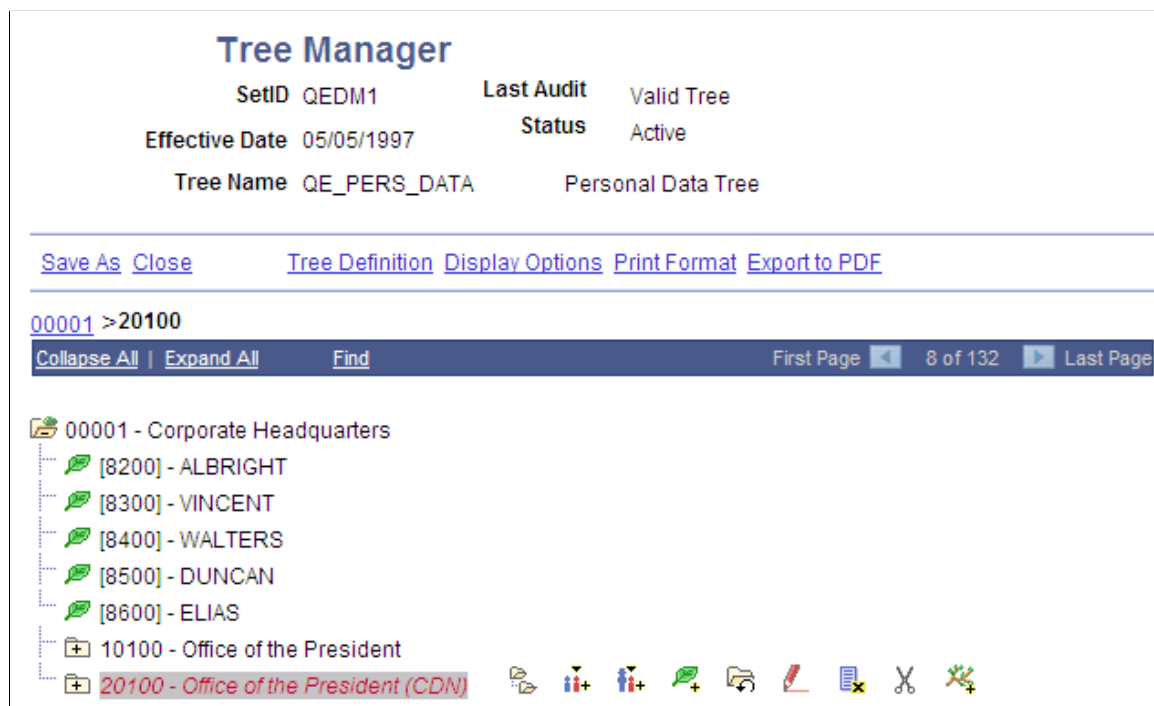 Tree Manager
SetID QEDM1 Last Audit Valid Tree
Effective Date 05/05/1997 Status Active
Tree Name QE_PERS_DATA Personal Data Tree
Save As Close Tree Definition Display Options Print Format Export to PDF
00001 >20100
Collapse All | Expand All Find First Page 8 of 132 Last Page
00001 - Corporate Headquarters
[8200] - ALBRIGHT
[8300] - VINCENT
[8400] - WALTERS
[8500] - DUNCAN
[8600] - ELIAS
10100 - Office of the President
20100 - Office of the President (CDN)